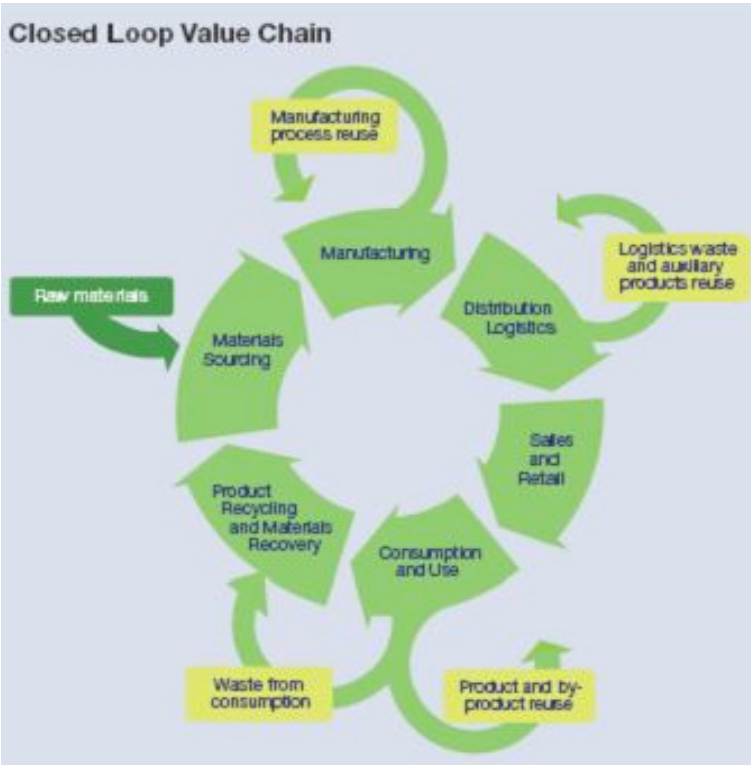 Closed Loop Value Chain
Manufacturing
process reuse
Manufacturing
Logistics waste
and auxiliary
products reuse
Raw materials
Distribution
Logistics
Materials
Sourcing
Sales
and
Retail
Product
Recycling
and Materials
Recovery
Consumption
and Use
Waste from
consumption
Product and by-
product reuse